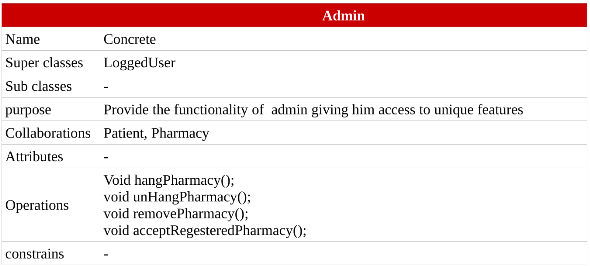 Admin
Name Concrete
Super classes LoggedUser
Sub classes -
purpose Provide the functionality of admin giving him access to unique features
Collaborations Patient, Pharmacy
Attributes -
Operations Void hangPharmacy();
void unHangPharmacy();
void removePharmacy();
void acceptRegesteredPharmacy();
constrains -